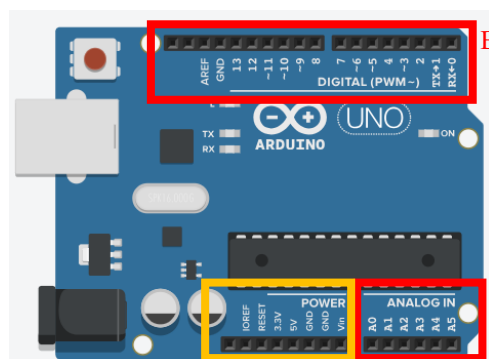 E
AREF
GND
13
12
~11
~10
~9
8
7
~6
~5
4
~3
2
TX→1
RX←0
DIGITAL (PWM~)
TX
RX
UNO
ON
ARDUINO
POWER
ANALOG IN
IOREF
RESET
3.3V
5V
GND
GND
Vin
A0
A1
A2
A3
A4
A5